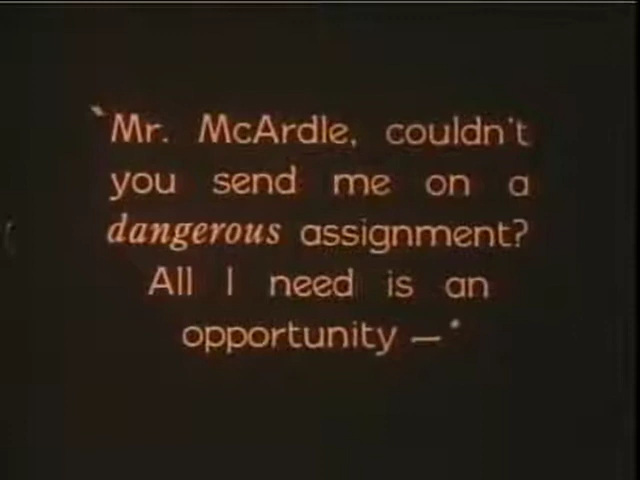 "Mr. McArdle, couldn't
you send me on a
dangerous assignment?
All I need is an
opportunity —"